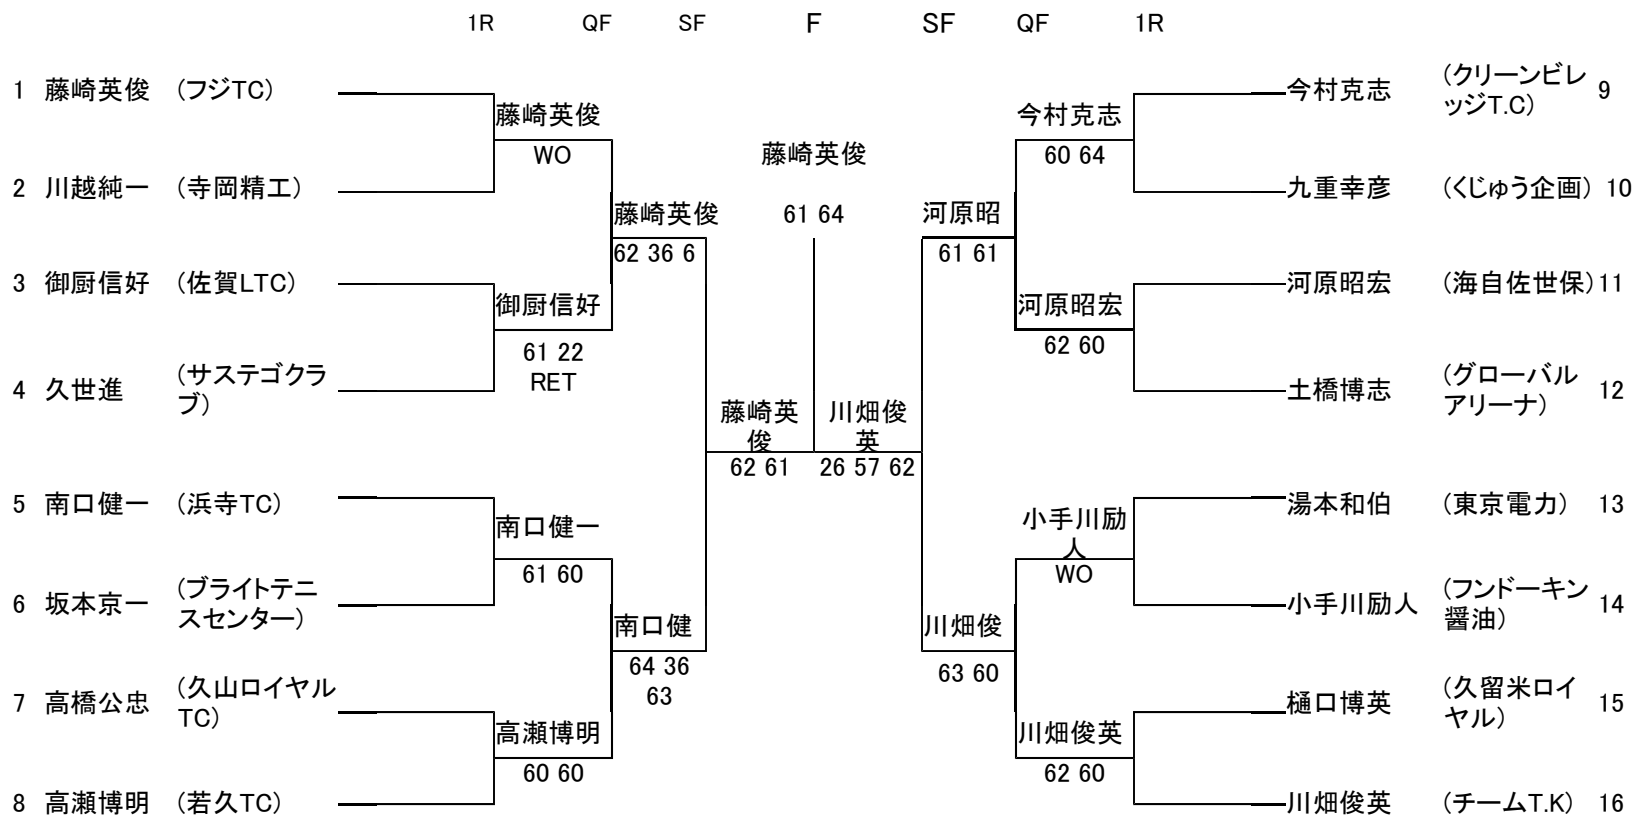 1R QF SF F SF QF 1R
1 藤崎英俊 (フジTC)
藤崎英俊
WO
2 川越純一 (寺岡精工)
藤崎英俊
62 36 6
3 御厨信好 (佐賀LTC)
御厨信好
61 22
RET
4 久世進 (サステゴクラ
ブ)
藤崎英
俊
62 61
5 南口健一 (浜寺TC)
南口健一
61 60
6 坂本京一 (ブライトテニ
スセンター)
南口健
64 36
63
7 高橋公忠 (久山ロイヤル
TC)
高瀬博明
60 60
8 高瀬博明 (若久TC)
藤崎英俊
61 64
今村克志 (クリーンビレ
ッジT.C) 9
今村克志
60 64
九重幸彦 (くじゅう企画) 10
河原昭
61 61
河原昭宏 (海自佐世保) 11
河原昭宏
62 60
土橋博志 (グローバル
アリーナ) 12
川畑俊
英
26 57 62
湯本和伯 (東京電力) 13
小手川励
人
WO
小手川励人 (フンドーキン
醤油) 14
川畑俊
63 60
樋口博英 (久留米ロイ
ヤル) 15
川畑俊英
62 60
川畑俊英 (チームT.K) 16